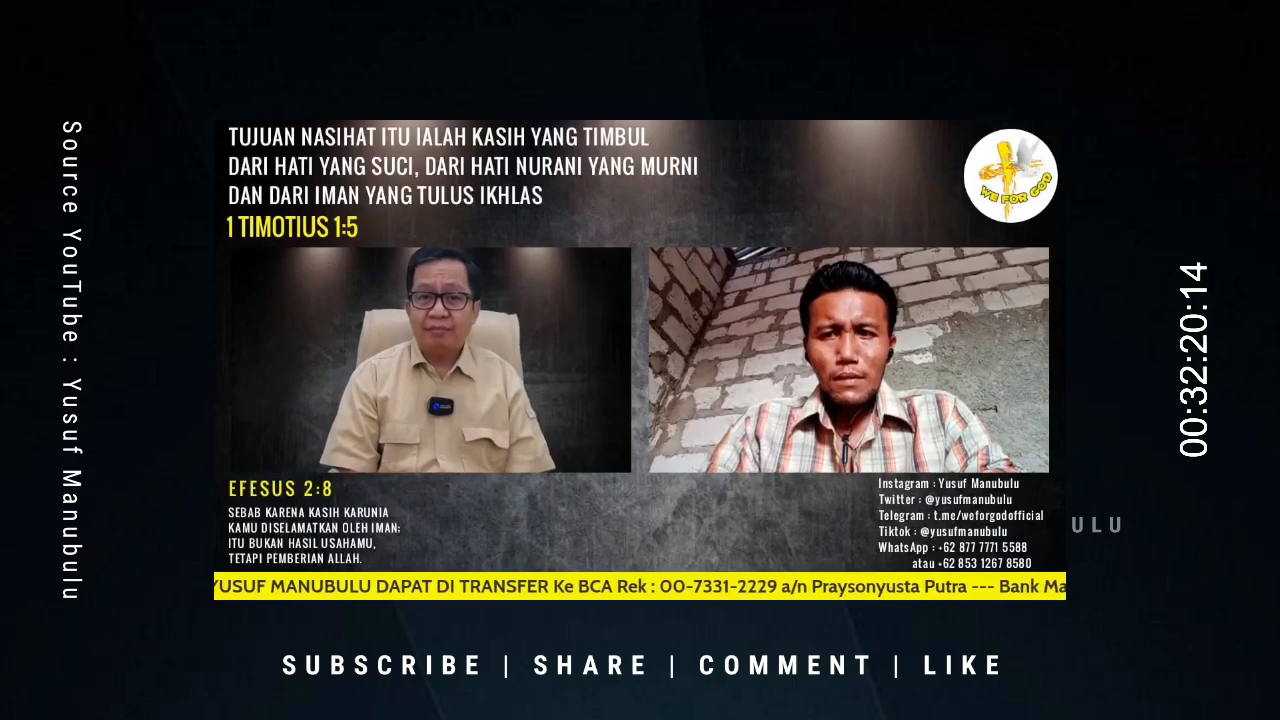 Source YouTube : Yusuf Manubulu
TUJUAN NASIHAT ITU IALAH KASIH YANG TIMBUL
DARI HATI YANG SUCI, DARI HATI NURANI YANG MURNI
DAN DARI IMAN YANG TULUS IKHLAS
1 TIMOTIUS 1:5
WE FOR GOD
00:32:20:14
EFESUS 2:8
SEBAB KARENA KASIH KARUNIA
KAMU DISELAMATKAN OLEH IMAN;
ITU BUKAN HASIL USAHAMU,
TETAPI PEMBERIAN ALLAH.
Instagram : Yusuf Manubulu
Twitter : @yusufmanubulu
Telegram : t.me/weforgodofficial
Tiktok : @yusufmanubulu
WhatsApp : +62 877 7771 5588
atau +62 853 1267 8580
ULU
YUSUF MANUBULU DAPAT DI TRANSFER Ke BCA Rek : 00-7331-2229 a/n Praysonyusta Putra --- Bank Ma
SUBSCRIBE | SHARE | COMMENT | LIKE